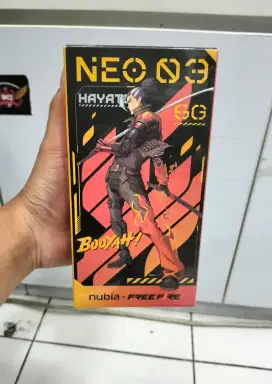 NEO 03
HAYATO
5G
BOOYAH!
nubia × FREE FIRE